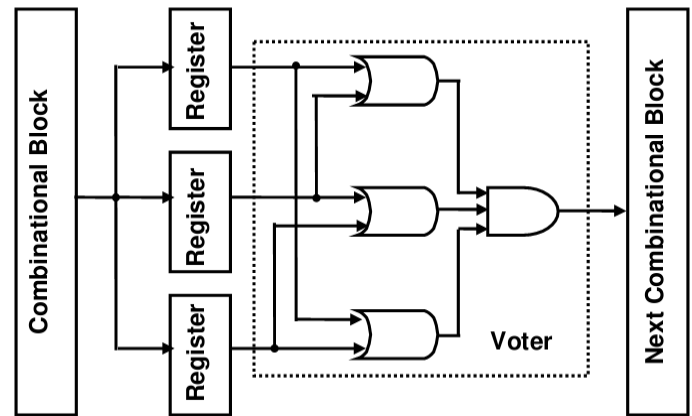 Combinational Block
Register
Register
Register
Voter
Next Combinational Block